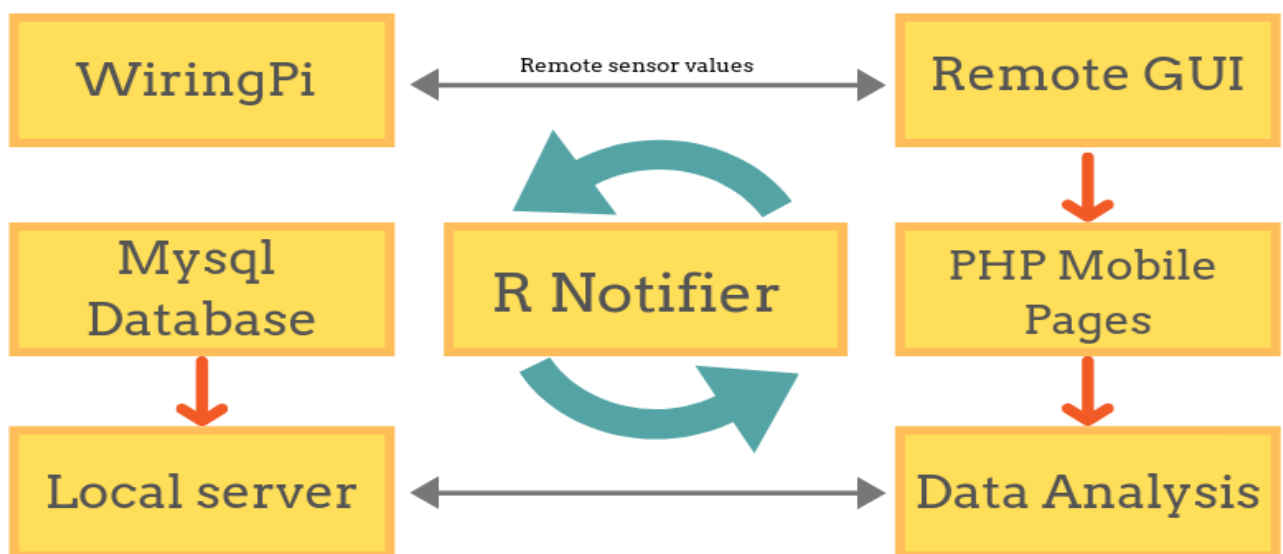 WiringPi
Remote sensor values
Remote GUI
Mysql
Database
R Notifier
PHP Mobile
Pages
Local server
Data Analysis